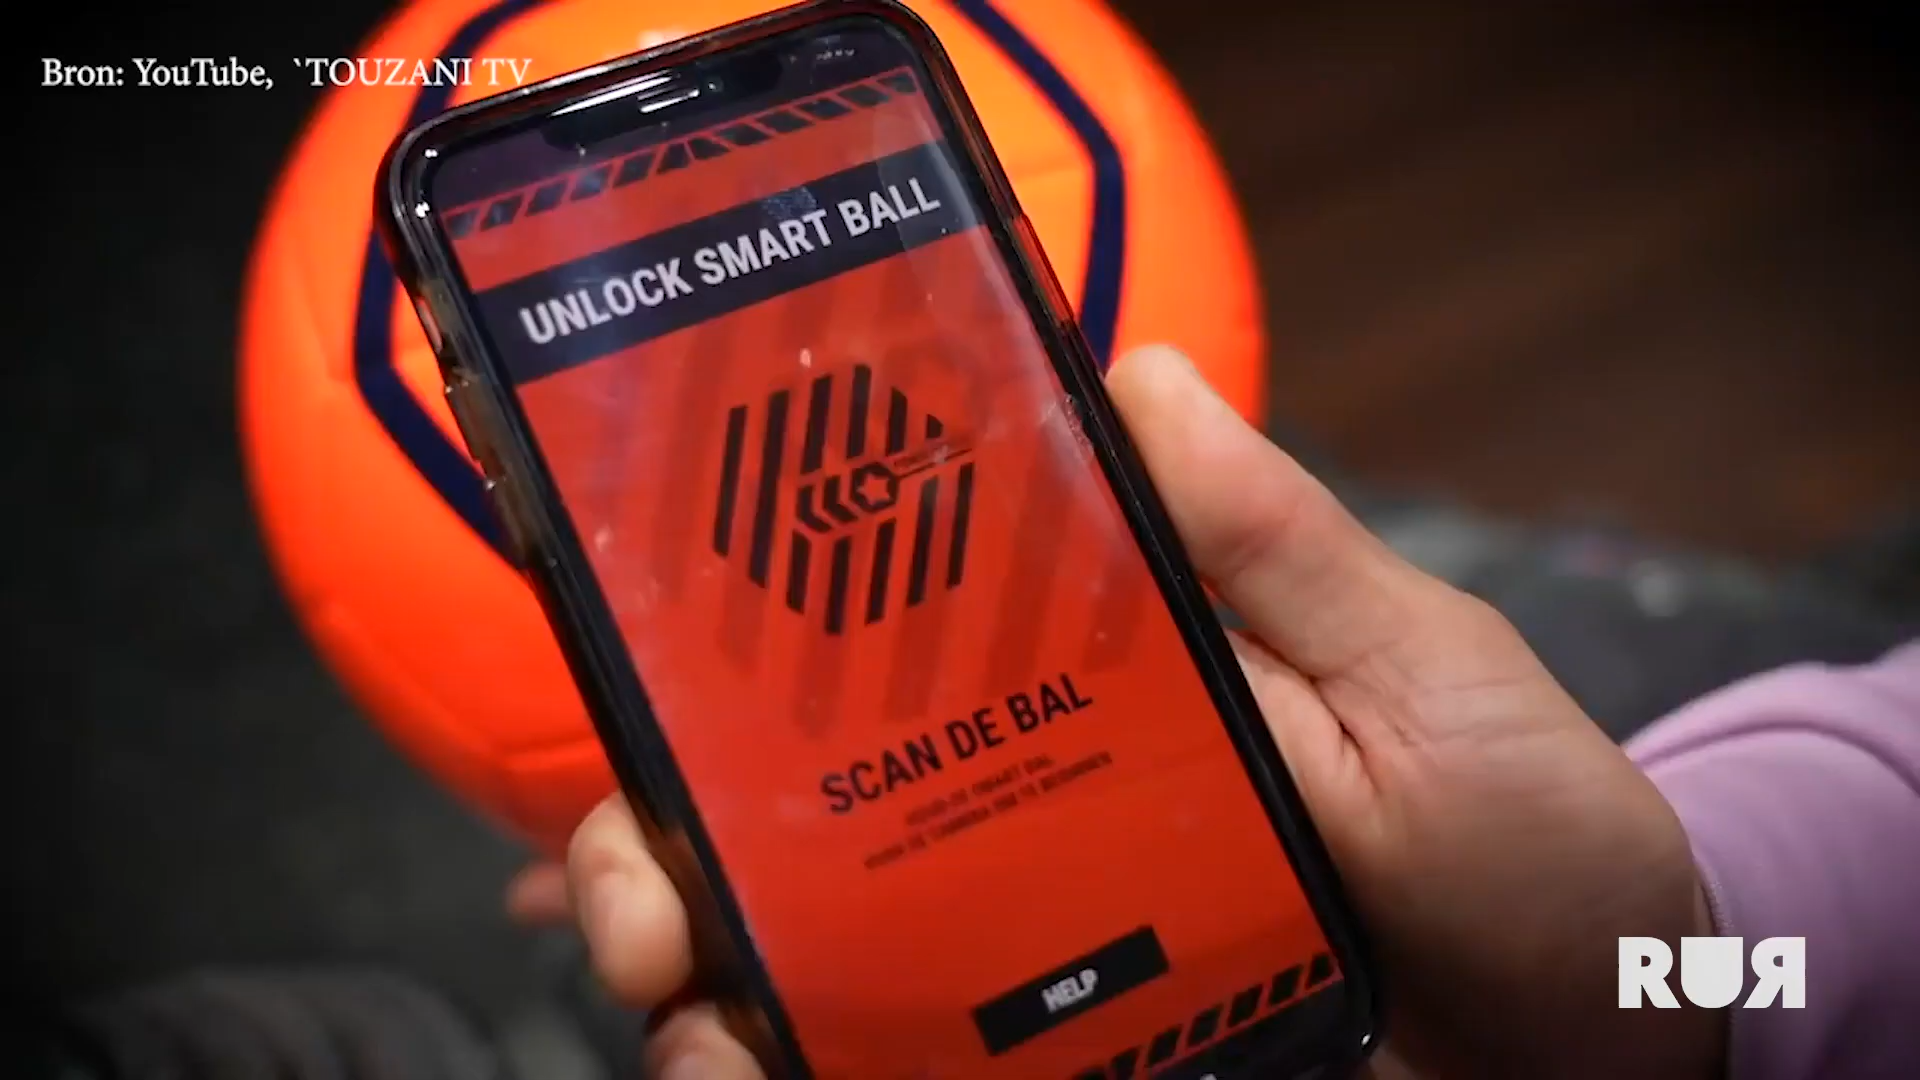 Bron: YouTube, `TOUZANI TV
UNLOCK SMART BALL
SCAN DE BAL
HELP
RUR